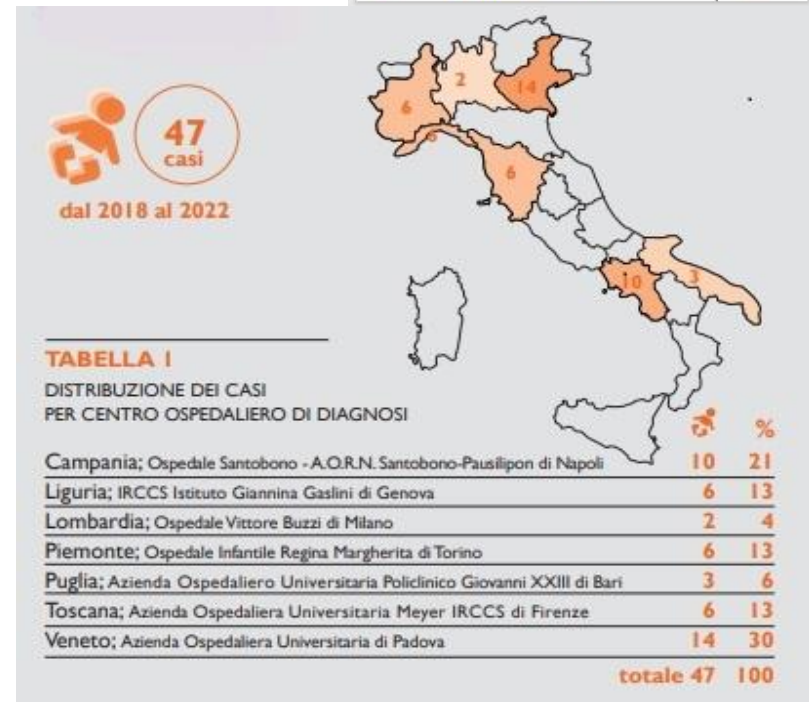 47
casi
dal 2018 al 2022
2
14
6
6
6
10
3
TABELLA 1
DISTRIBUZIONE DEI CASI
PER CENTRO OSPEDALIERO DI DIAGNOSI
%
Campania; Ospedale Santobono - A.O.R.N. Santobono-Pausilipon di Napoli 10 21
Liguria; IRCCS Istituto Giannina Gaslini di Genova 6 13
Lombardia; Ospedale Vittore Buzzi di Milano 2 4
Piemonte; Ospedale Infantile Regina Margherita di Torino 6 13
Puglia; Azienda Ospedaliero Universitaria Policlinico Giovanni XXIII di Bari 3 6
Toscana; Azienda Ospedaliera Universitaria Meyer IRCCS di Firenze 6 13
Veneto; Azienda Ospedaliera Universitaria di Padova 14 30
totale 47 100